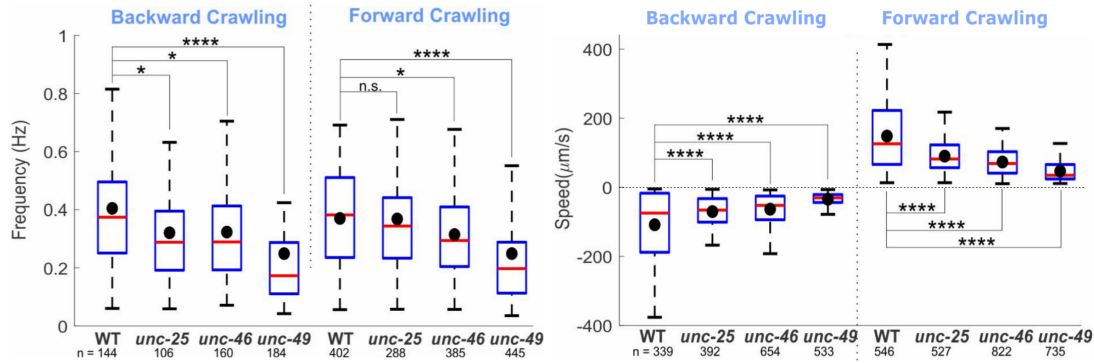 Backward Crawling
Forward Crawling
Frequency (Hz)
1
0.8
0.6
0.4
0.2
0
****
*
*
****
*
n.s.
WT unc-25 unc-46 unc-49 WT unc-25 unc-46 unc-49
n = 144 106 160 184 402 288 385 445
Backward Crawling
Forward Crawling
Speed(μm/s)
400
200
0
-200
-400
****
****
****
****
****
****
WT unc-25 unc-46 unc-49 WT unc-25 unc-46 unc-49
n = 339 392 654 533 546 527 822 735